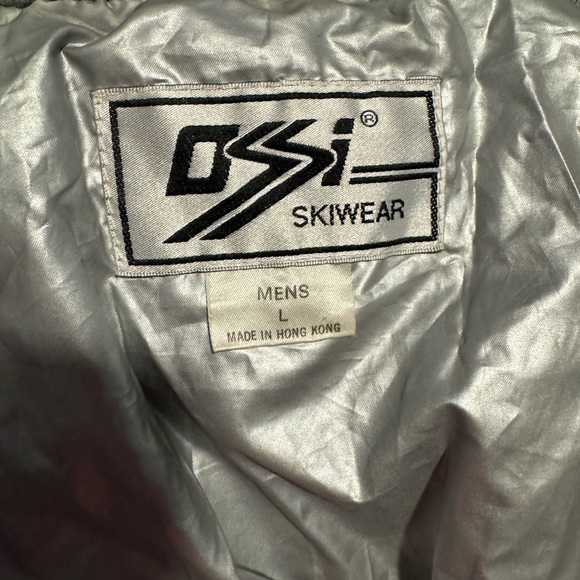 OSSi®
SKIWEAR
MENS
L
MADE IN HONG KONG